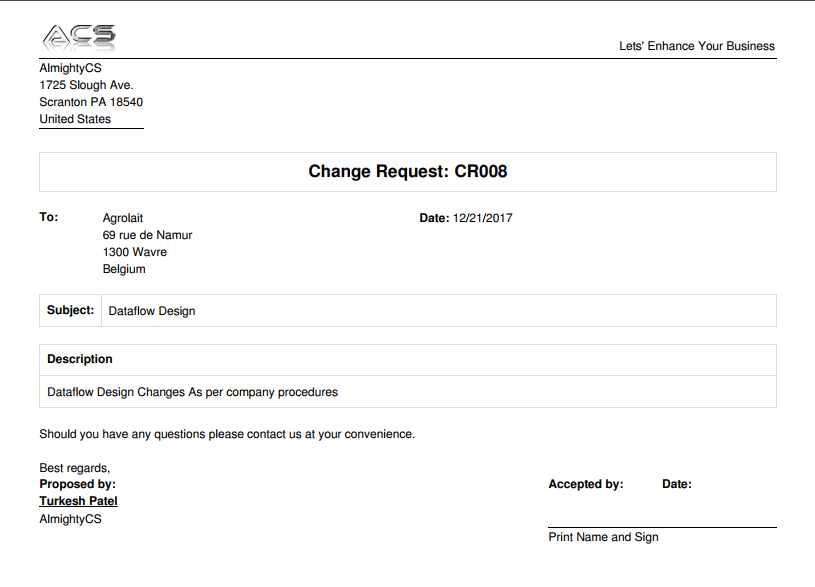 ACS
Lets' Enhance Your Business
AlmightyCS
1725 Slough Ave.
Scranton PA 18540
United States
Change Request: CR008
To: Agrolait Date: 12/21/2017
69 rue de Namur
1300 Wavre
Belgium
Subject: Dataflow Design
Description
Dataflow Design Changes As per company procedures
Should you have any questions please contact us at your convenience.
Best regards,
Proposed by: Accepted by: Date:
Turkesh Patel
AlmightyCS
Print Name and Sign